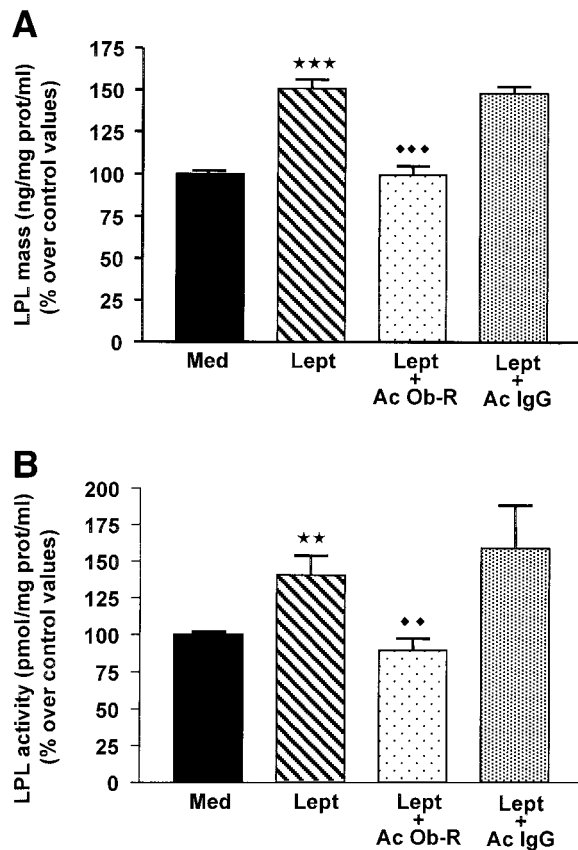 A
LPL mass (ng/mg prot/ml)
(% over control values)
175
150
125
100
75
50
25
0
★★★
◆◆◆
Med
Lept
Lept
+
Ac Ob-R
Lept
+
Ac IgG
B
LPL activity (pmol/mg prot/ml)
(% over control values)
200
175
150
125
100
75
50
25
0
★★
◆◆
Med
Lept
Lept
+
Ac Ob-R
Lept
+
Ac IgG